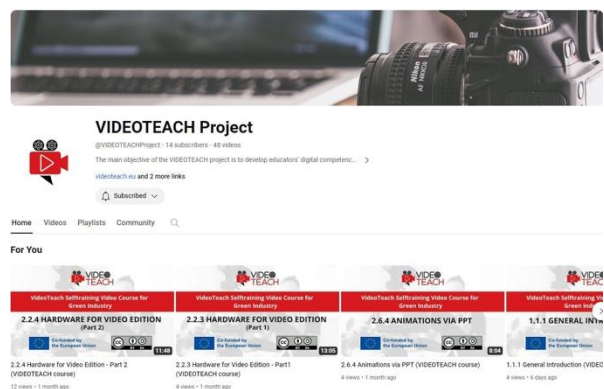 Nikon
AF NIKKOR
VIDEOTEACH Project
@VIDEOTEACHProject · 14 subscribers · 48 videos
The main objective of the VIDEOTEACH project is to develop educators' digital competenc...
videoteach.eu and 2 more links
Subscribed
Home Videos Playlists Community
For You
VIDEO TEACH
VideoTeach Selftraining Video Course for Green Industry
2.2.4 HARDWARE FOR VIDEO EDITION
(Part 2)
Co-funded by
the European Union
11:48
2.2.4 Hardware for Video Edition - Part 2
(VIDEOTEACH course)
12 views · 1 month ago
VIDEO TEACH
VideoTeach Selftraining Video Course for Green Industry
2.2.3 HARDWARE FOR VIDEO EDITION
(Part 1)
Co-funded by
the European Union
13:05
2.2.3 Hardware for Video Edition - Part1
(VIDEOTEACH course)
4 views · 1 month ago
VIDEO TEACH
VideoTeach Selftraining Video Course for Green Industry
2.6.4 ANIMATIONS VIA PPT
Co-funded by
the European Union
8:04
2.6.4 Animations via PPT (VIDEOTEACH course)
4 views · 1 month ago
VideoTeach Selftraining
Green In
1.1.1 GENERAL INT
Co-funded by
the European Union
1.1.1 General Introduction (VIDEO
4 views · 6 days ago